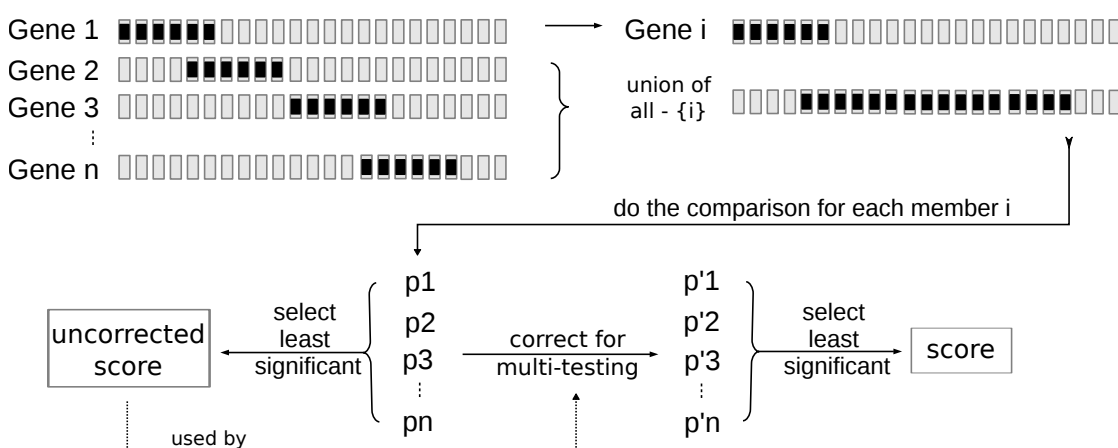 Gene 1
Gene i
Gene 2
Gene 3
Gene n
union of
all - {i}
do the comparison for each member i
p1
p2
p3
pn
select
least
significant
uncorrected
score
correct for
multi-testing
p'1
p'2
p'3
p'n
select
least
significant
score
used by